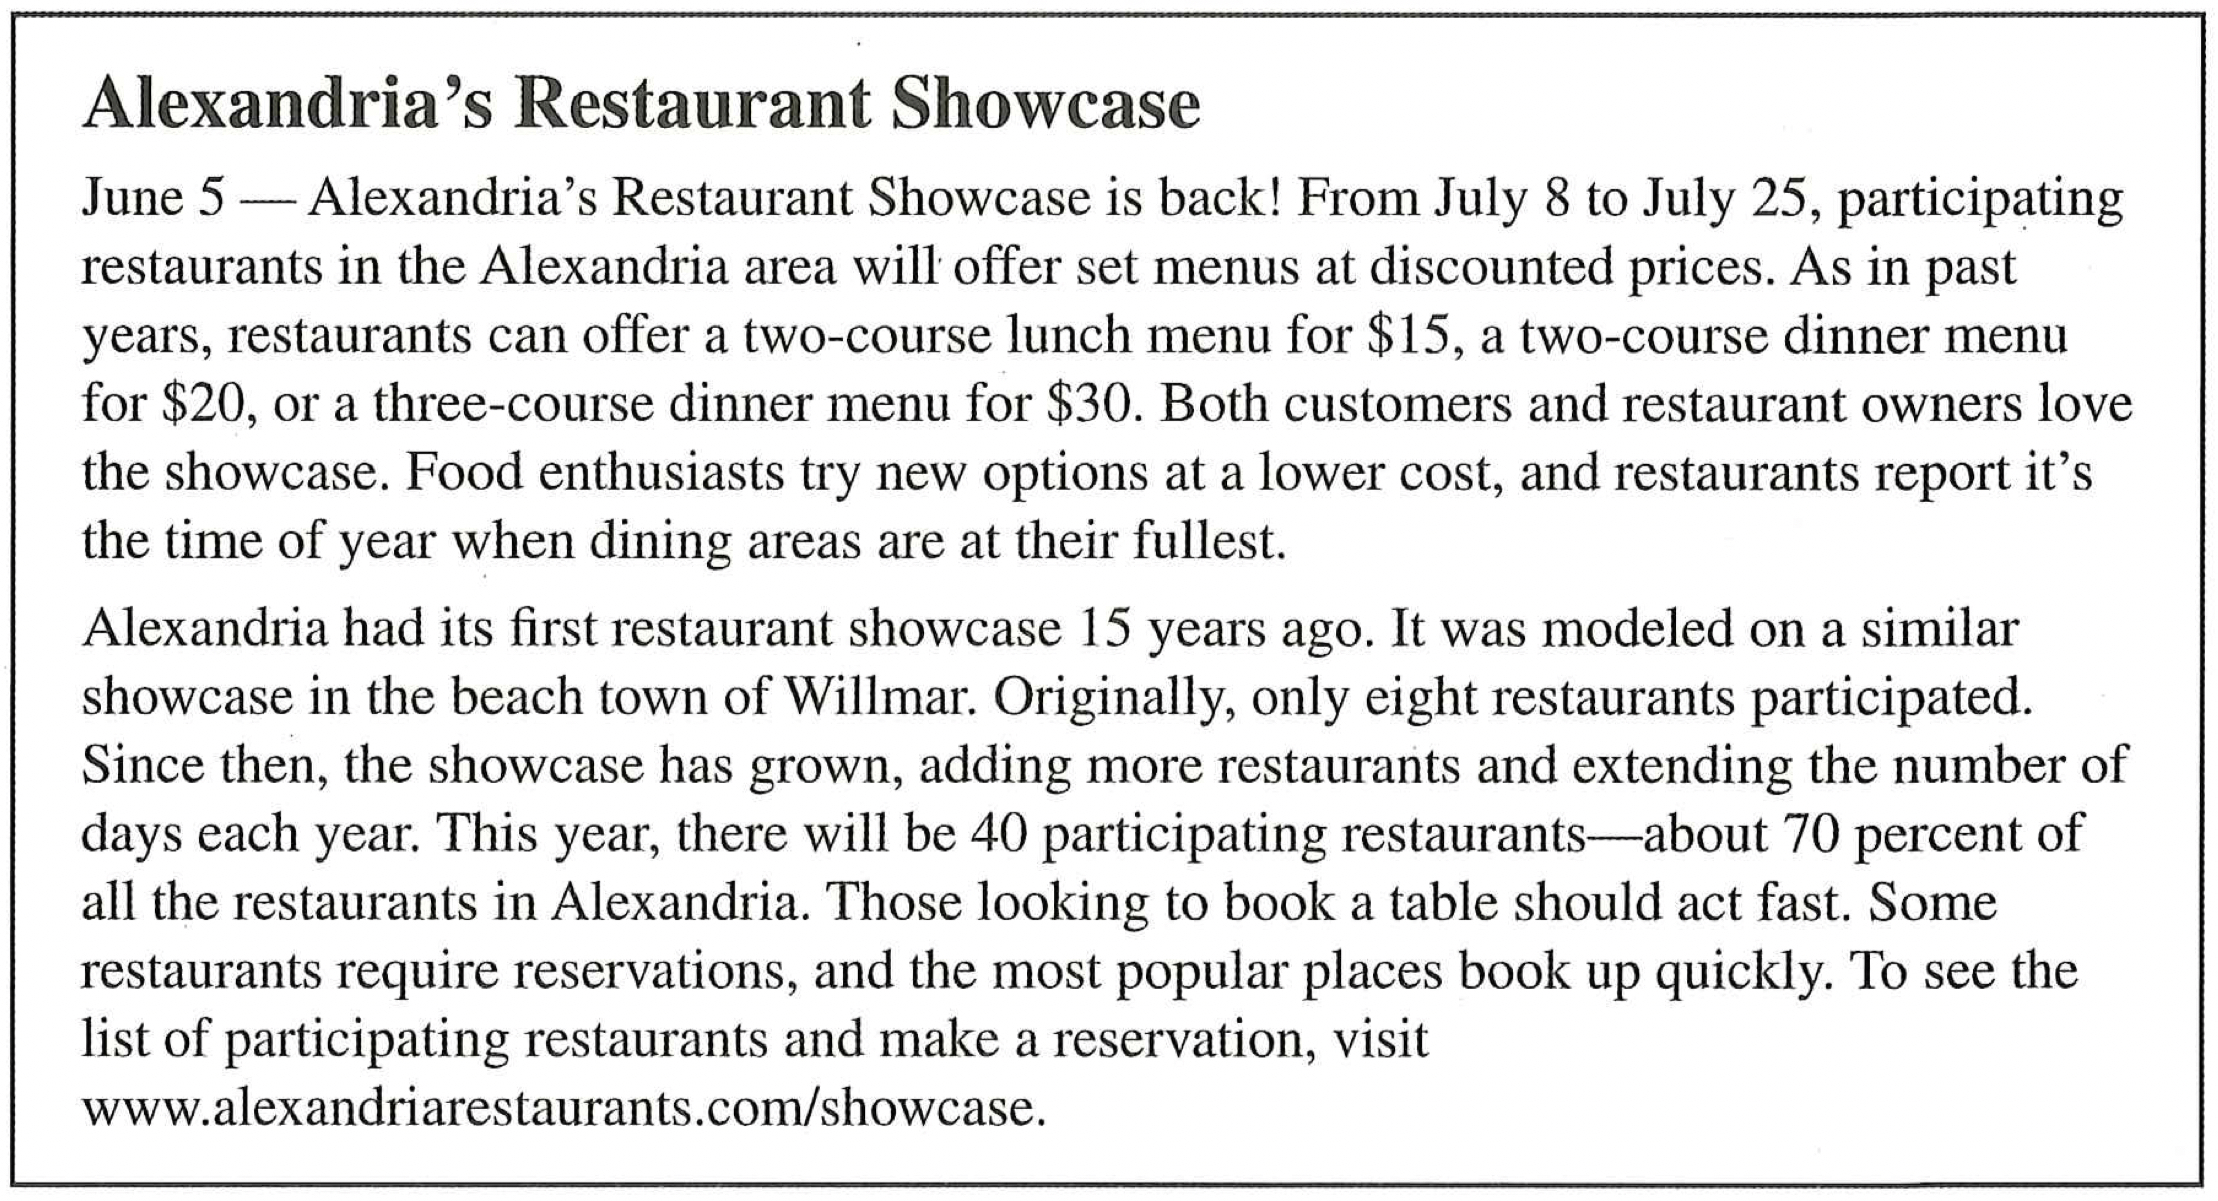 Alexandria's Restaurant Showcase
June 5 — Alexandria's Restaurant Showcase is back! From July 8 to July 25, participating
restaurants in the Alexandria area will offer set menus at discounted prices. As in past
years, restaurants can offer a two-course lunch menu for $15, a two-course dinner menu
for $20, or a three-course dinner menu for $30. Both customers and restaurant owners love
the showcase. Food enthusiasts try new options at a lower cost, and restaurants report it's
the time of year when dining areas are at their fullest.
Alexandria had its first restaurant showcase 15 years ago. It was modeled on a similar
showcase in the beach town of Willmar. Originally, only eight restaurants participated.
Since then, the showcase has grown, adding more restaurants and extending the number of
days each year. This year, there will be 40 participating restaurants—about 70 percent of
all the restaurants in Alexandria. Those looking to book a table should act fast. Some
restaurants require reservations, and the most popular places book up quickly. To see the
list of participating restaurants and make a reservation, visit
www.alexandriarestaurants.com/showcase.